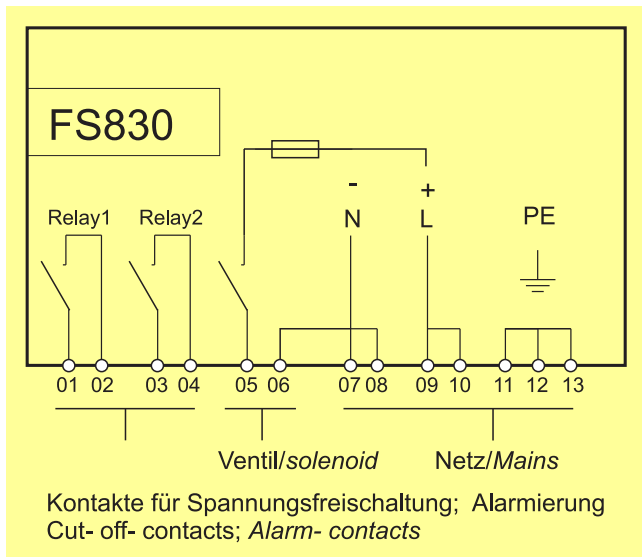 FS830
- +
Relay1 Relay2 N L PE
01 02 03 04 05 06 07 08 09 10 11 12 13
Ventil/solenoid Netz/Mains
Kontakte für Spannungsfreischaltung; Alarmierung
Cut- off- contacts; Alarm- contacts